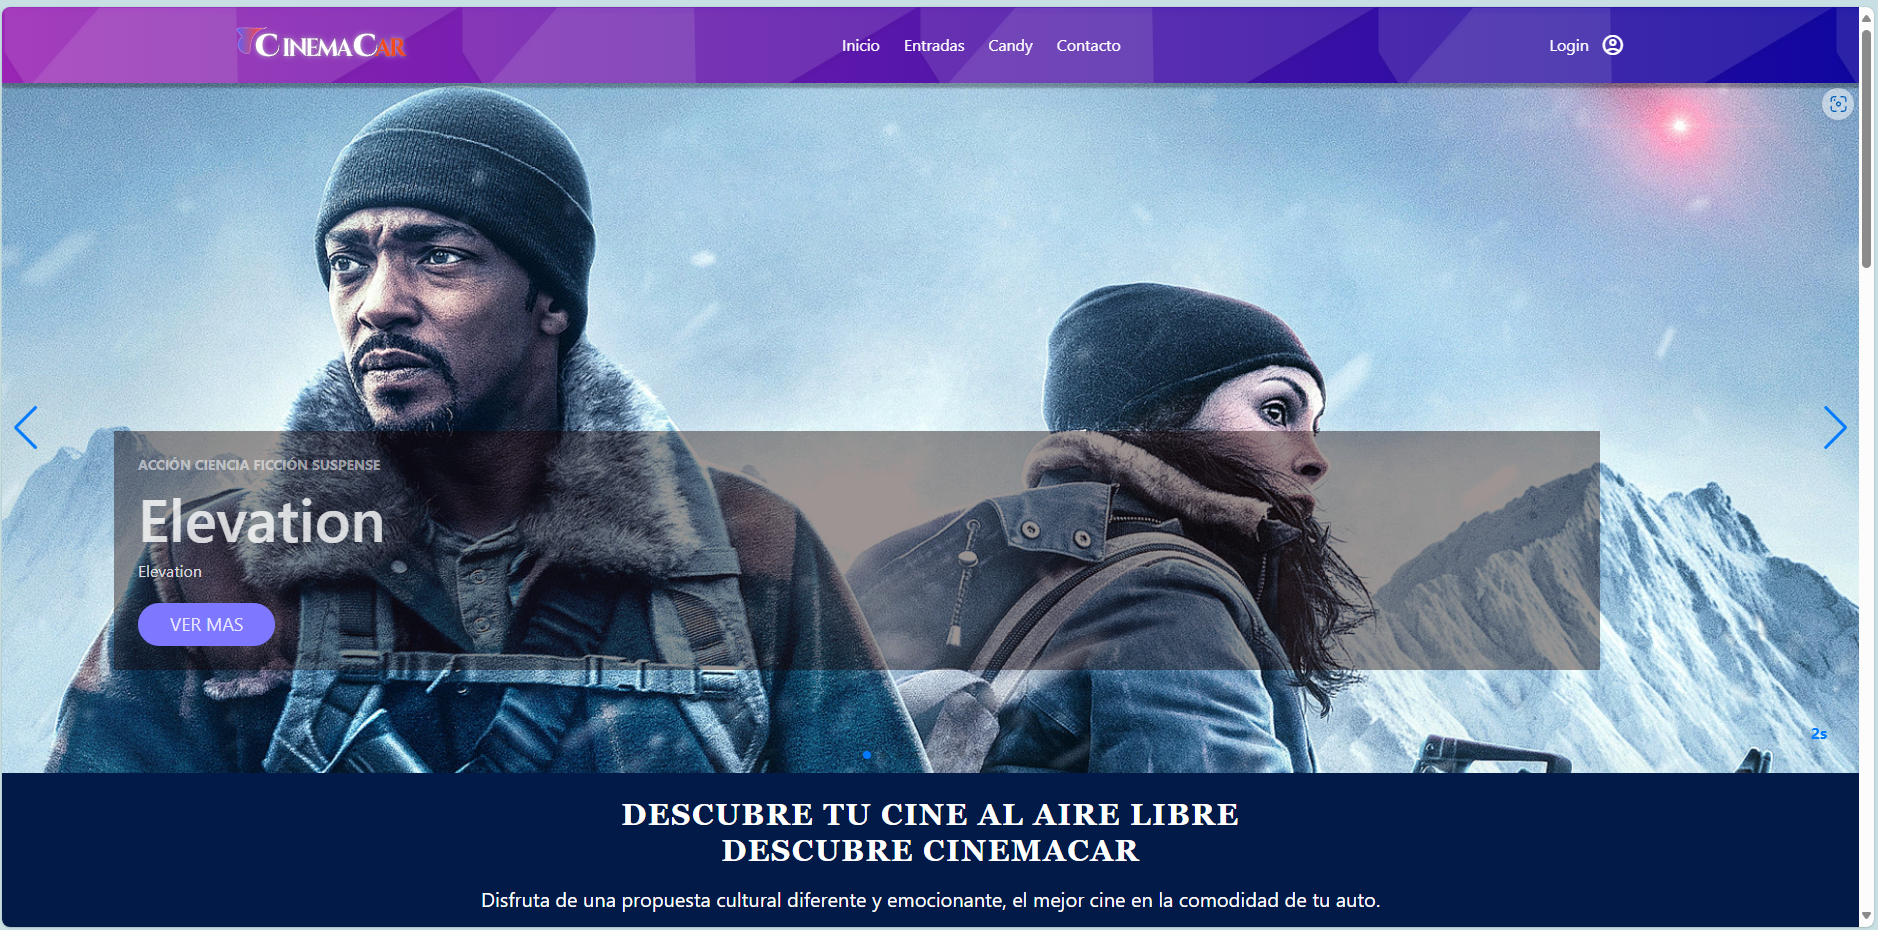 CINEMACAR
Inicio Entradas Candy Contacto
Login
ACCIÓN CIENCIA FICCIÓN SUSPENSE
Elevation
Elevation
VER MAS
2s
DESCUBRE TU CINE AL AIRE LIBRE
DESCUBRE CINEMACAR
Disfruta de una propuesta cultural diferente y emocionante, el mejor cine en la comodidad de tu auto.